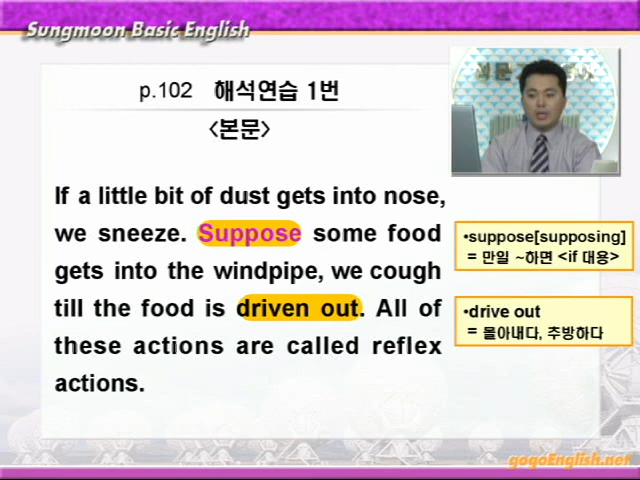 Sungmoon Basic English
p.102 해석연습 1번
<본문>
If a little bit of dust gets into nose,
we sneeze. Suppose some food
gets into the windpipe, we cough
till the food is driven out. All of
these actions are called reflex
actions.
•suppose[supposing]
= 만일 ~하면 <if 대용>
•drive out
= 몰아내다, 추방하다
gogoEnglish.net